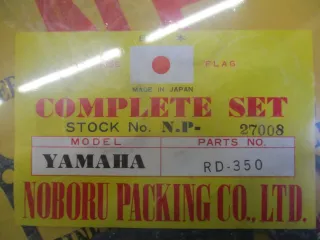 FLAG
MADE IN JAPAN
COMPLETE SET
STOCK No. N.P- 27008
MODEL PARTS NO.
YAMAHA RD-350
NOBORU PACKING CO., LTD.